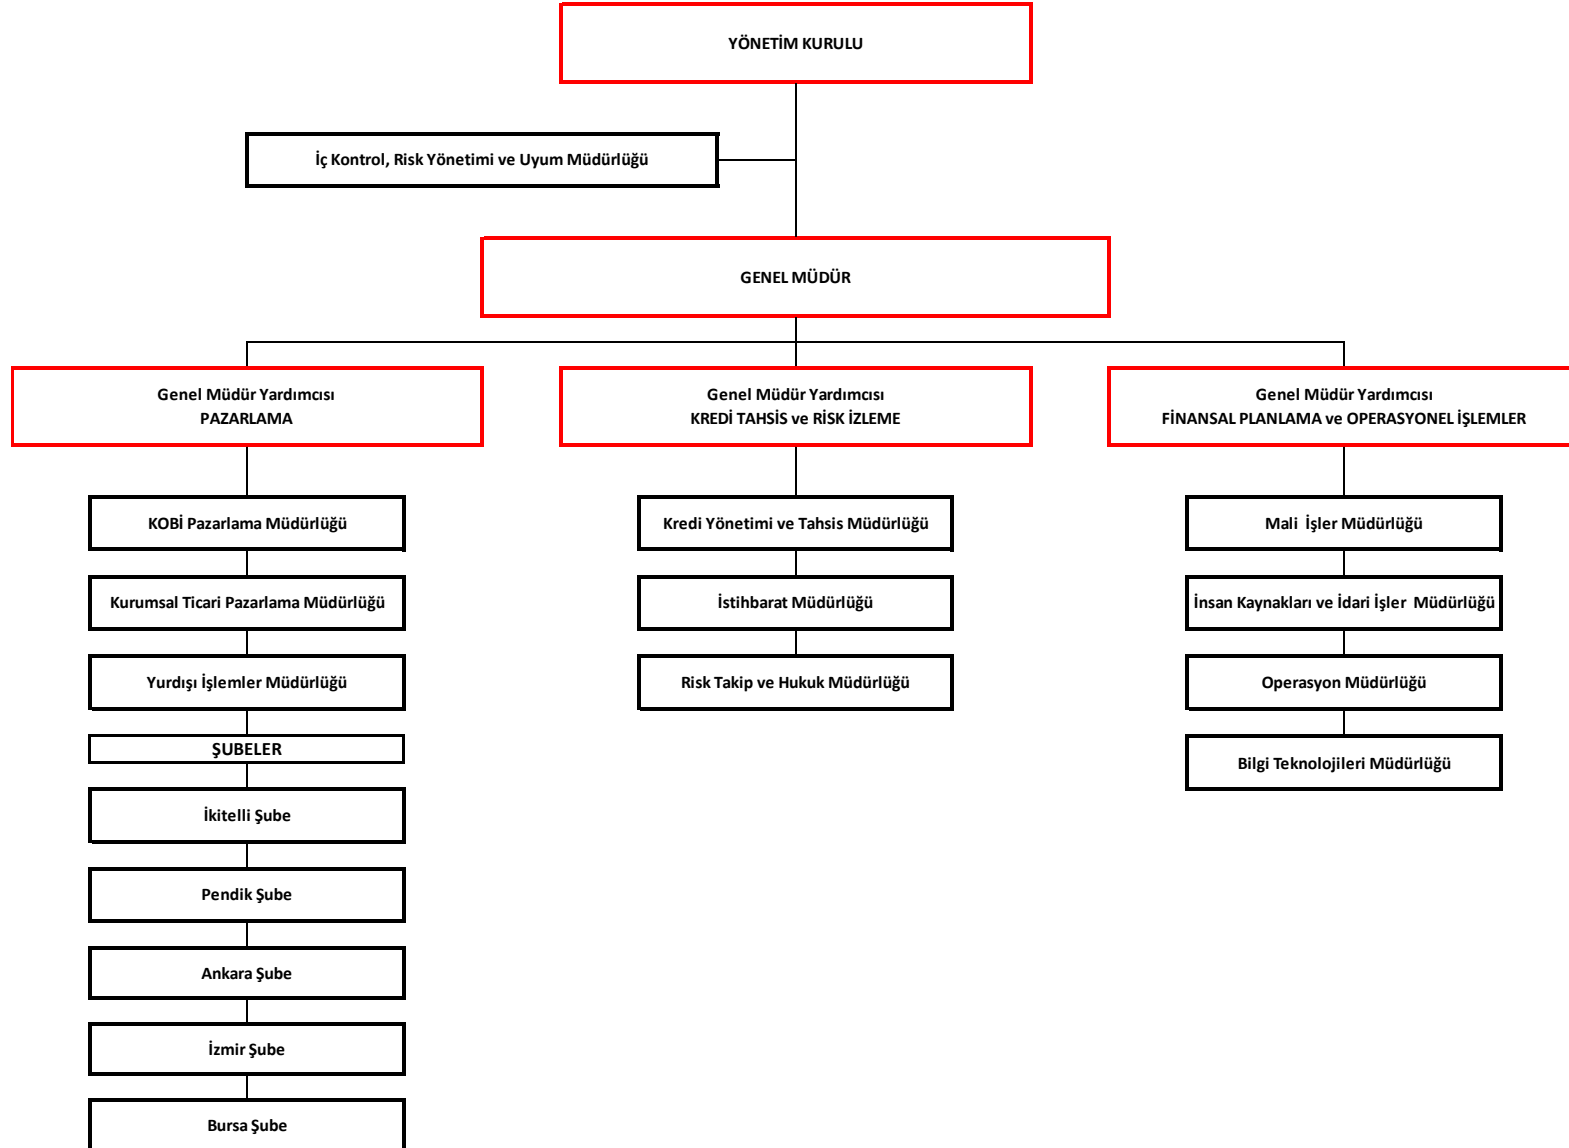 YÖNETİM KURULU
İç Kontrol, Risk Yönetimi ve Uyum Müdürlüğü
GENEL MÜDÜR
Genel Müdür Yardımcısı
PAZARLAMA
KOBİ Pazarlama Müdürlüğü
Kurumsal Ticari Pazarlama Müdürlüğü
Yurdışı İşlemler Müdürlüğü
ŞUBELER
İkitelli Şube
Pendik Şube
Ankara Şube
İzmir Şube
Bursa Şube
Genel Müdür Yardımcısı
KREDİ TAHSİS ve RİSK İZLEME
Kredi Yönetimi ve Tahsis Müdürlüğü
İstihbarat Müdürlüğü
Risk Takip ve Hukuk Müdürlüğü
Genel Müdür Yardımcısı
FİNANSAL PLANLAMA ve OPERASYONEL İŞLEMLER
Mali İşler Müdürlüğü
İnsan Kaynakları ve İdari İşler Müdürlüğü
Operasyon Müdürlüğü
Bilgi Teknolojileri Müdürlüğü